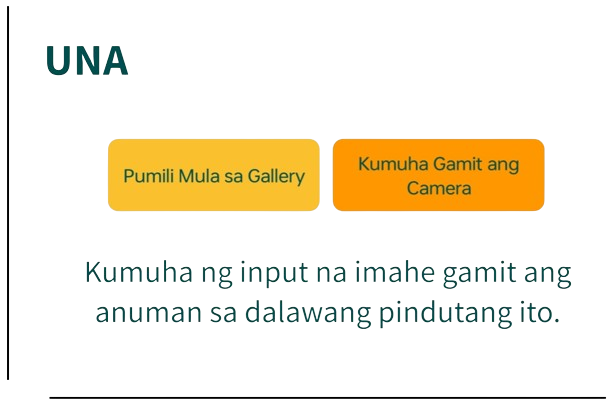 UNA
Pumili Mula sa Gallery
Kumuha Gamit ang
Camera
Kumuha ng input na imahe gamit ang
anuman sa dalawang pindutang ito.